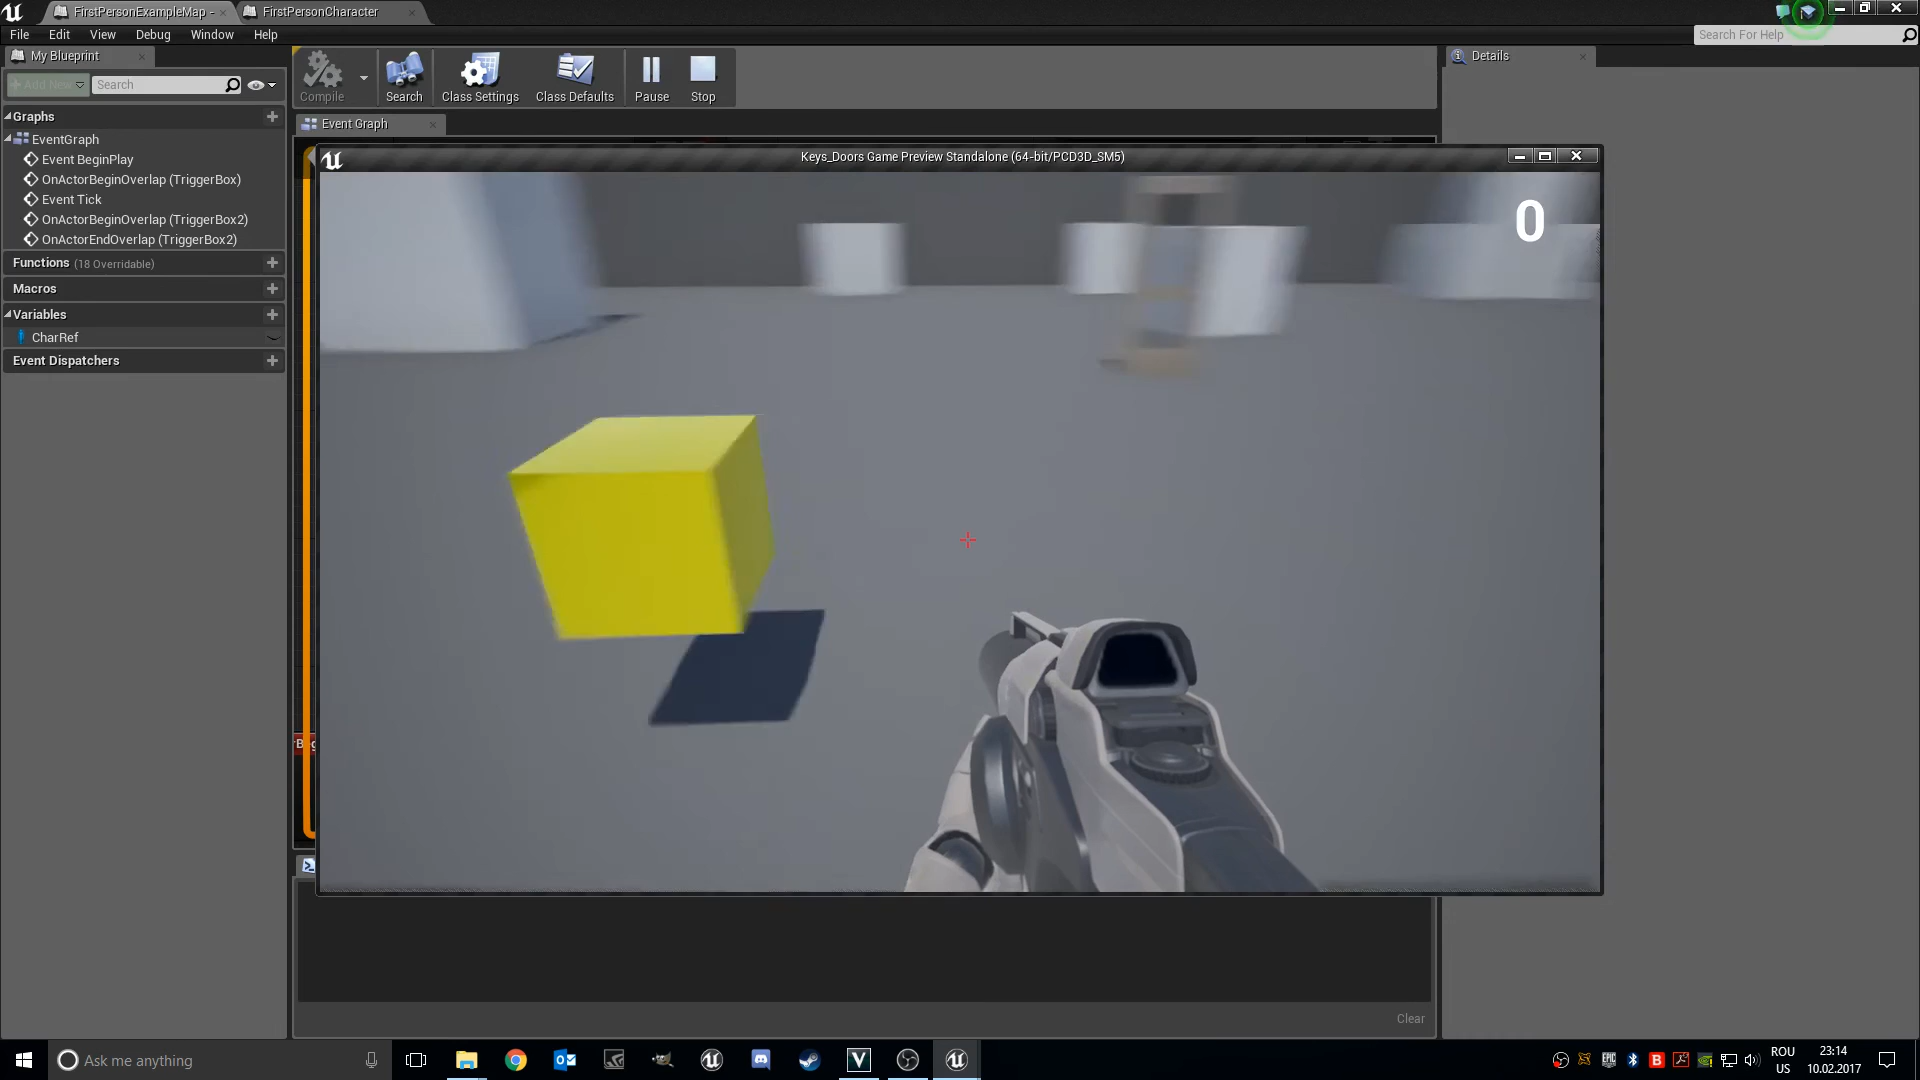 FirstPersonExampleMap -
FirstPersonCharacter
File Edit View Debug Window Help
Search For Help
My Blueprint
Add New
Search
Compile
Search
Class Settings
Class Defaults
Pause
Stop
Details
Graphs
EventGraph
Event BeginPlay
OnActorBeginOverlap (TriggerBox)
Event Tick
OnActorBeginOverlap (TriggerBox2)
OnActorEndOverlap (TriggerBox2)
Functions (18 Overridable)
Macros
Variables
CharRef
Event Dispatchers
Event Graph
Keys_Doors Game Preview Standalone (64-bit/PCD3D_SM5)
0
Clear
Ask me anything
ROU
US
23:14
10.02.2017